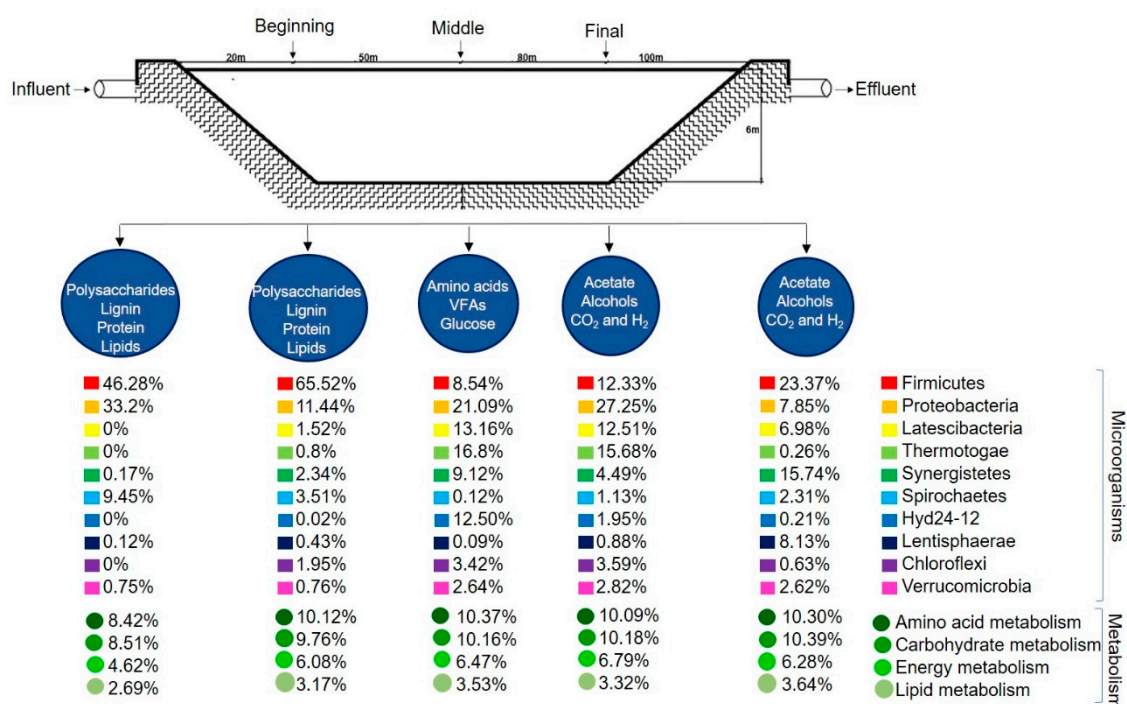 Beginning Middle Final
20m 50m 80m 100m
Influent Effluent
6m
Polysaccharides
Lignin
Protein
Lipids
Polysaccharides
Lignin
Protein
Lipids
Amino acids
VFAs
Glucose
Acetate
Alcohols
CO₂ and H₂
Acetate
Alcohols
CO₂ and H₂
46.28% 65.52% 8.54% 12.33% 23.37% Firmicutes
33.2% 11.44% 21.09% 27.25% 7.85% Proteobacteria
0% 1.52% 13.16% 12.51% 6.98% Latescibacteria
0% 0.8% 16.8% 15.68% 0.26% Thermotogae
0.17% 2.34% 9.12% 4.49% 15.74% Synergistetes
9.45% 3.51% 0.12% 1.13% 2.31% Spirochaetes
0% 0.02% 12.50% 1.95% 0.21% Hyd24-12
0.12% 0.43% 0.09% 0.88% 8.13% Lentisphaerae
0% 1.95% 3.42% 3.59% 0.63% Chloroflexi
0.75% 0.76% 2.64% 2.82% 2.62% Verrucomicrobia
Microorganisms
8.42% 10.12% 10.37% 10.09% 10.30% Amino acid metabolism
8.51% 9.76% 10.16% 10.18% 10.39% Carbohydrate metabolism
4.62% 6.08% 6.47% 6.79% 6.28% Energy metabolism
2.69% 3.17% 3.53% 3.32% 3.64% Lipid metabolism
Metabolism